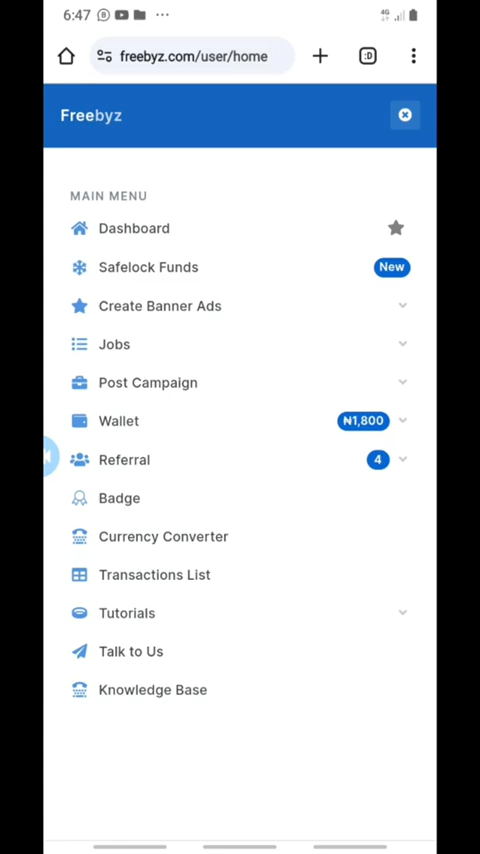 6:47
4G
freebyz.com/user/home
:D
Freebyz
MAIN MENU
Dashboard
Safelock Funds New
Create Banner Ads
Jobs
Post Campaign
Wallet ₦1,800
Referral 4
Badge
Currency Converter
Transactions List
Tutorials
Talk to Us
Knowledge Base